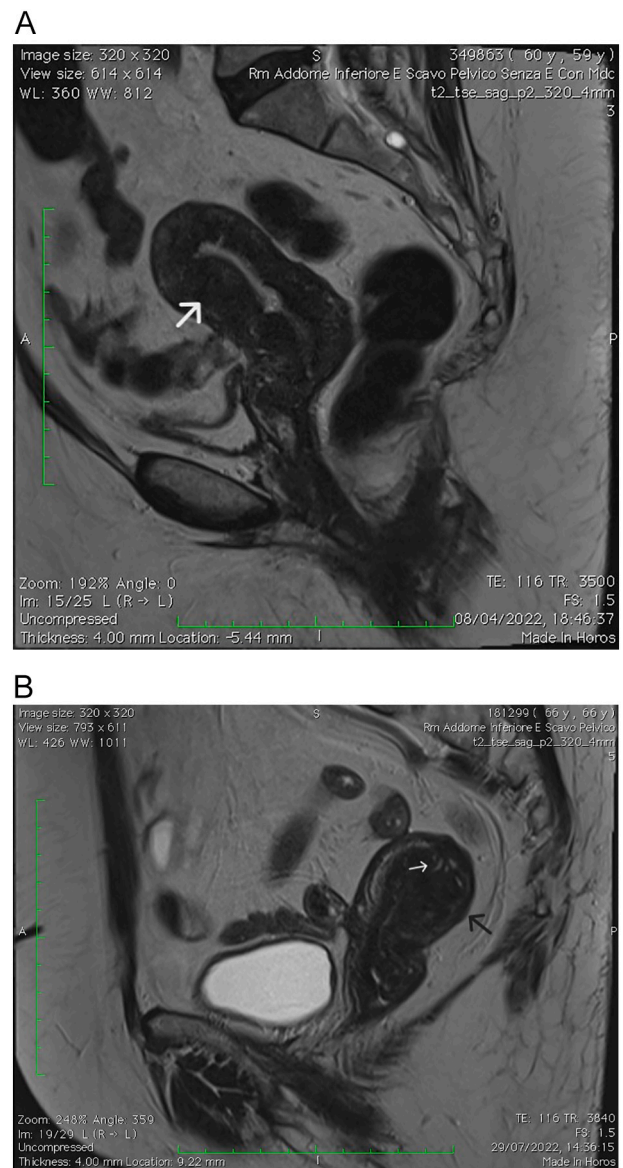 A
Image size: 320 x 320
View size: 614 x 614
WL: 360 WW: 812
S
349863 ( 60 y , 59 y )
Rm Addome Inferiore E Scavo Pelvico Senza E Con Mdc
t2_tse_sag_p2_320_4mm
3
A
P
Zoom: 192% Angle: 0
Im: 15/25 L (R -> L)
Uncompressed
Thickness: 4.00 mm Location: -5.44 mm
I
TE: 116 TR: 3500
FS: 1.5
08/04/2022, 18:46:37
Made In Horos
B
Image size: 320 x 320
View size: 793 x 611
WL: 426 WW: 1011
S
181299 ( 66 y , 66 y )
Rm Addome Inferiore E Scavo Pelvico
t2_tse_sag_p2_320_4mm
5
A
P
Zoom: 248% Angle: 359
Im: 19/29 L (R -> L)
Uncompressed
Thickness: 4.00 mm Location: 9.22 mm
I
TE: 116 TR: 3840
FS: 1.5
29/07/2022, 14:36:15
Made In Horos